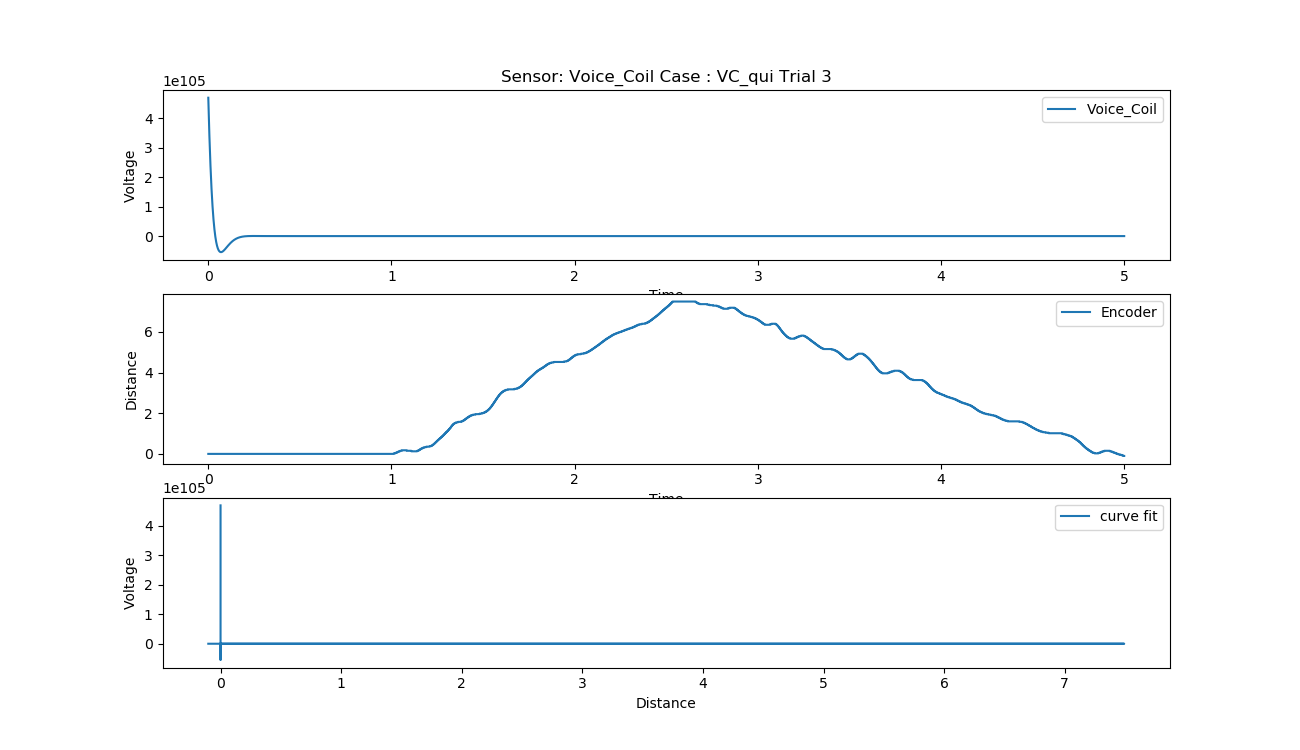 Sensor: Voice_Coil Case : VC_qui Trial 3
1e105
Voice_Coil
Voltage
4
3
2
1
0
0 1 2 3 4 5
Time
Encoder
Distance
6
4
2
0
0 1 2 3 4 5
Time
1e105
curve fit
Voltage
4
3
2
1
0
0 1 2 3 4 5 6 7
Distance